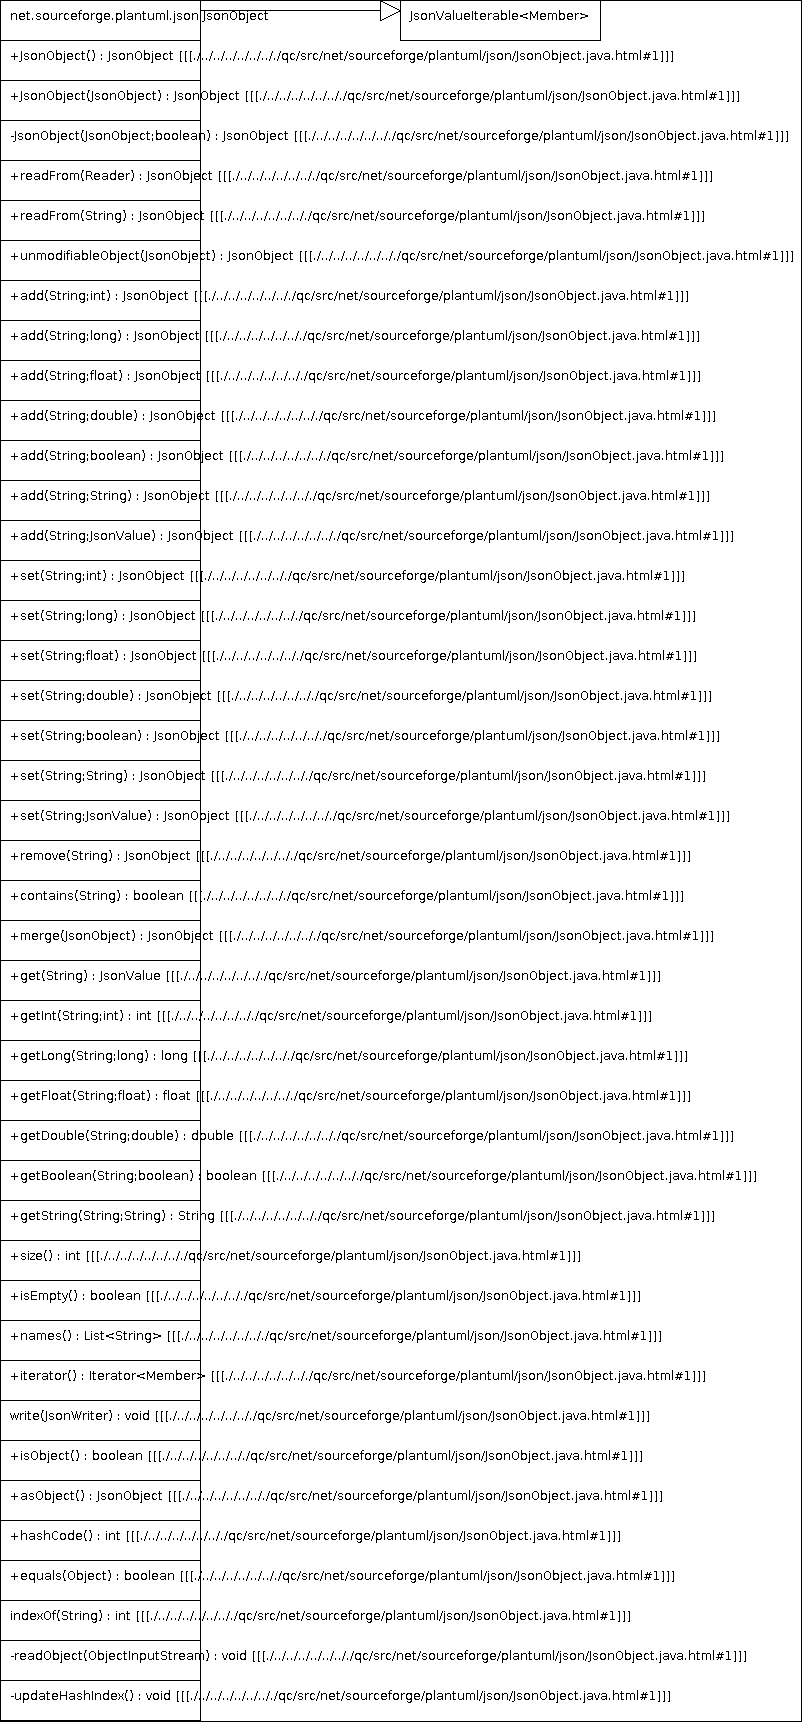 net.sourceforge.plantuml.json.JsonObject
JsonValueIterable<Member>
+JsonObject() : JsonObject [[[./../../../../../../qc/src/net/sourceforge/plantuml/json/JsonObject.java.html#1]]]
+JsonObject(JsonObject) : JsonObject [[[./../../../../../../qc/src/net/sourceforge/plantuml/json/JsonObject.java.html#1]]]
-JsonObject(JsonObject;boolean) : JsonObject [[[./../../../../../../qc/src/net/sourceforge/plantuml/json/JsonObject.java.html#1]]]
+readFrom(Reader) : JsonObject [[[./../../../../../../qc/src/net/sourceforge/plantuml/json/JsonObject.java.html#1]]]
+readFrom(String) : JsonObject [[[./../../../../../../qc/src/net/sourceforge/plantuml/json/JsonObject.java.html#1]]]
+unmodifiableObject(JsonObject) : JsonObject [[[./../../../../../../qc/src/net/sourceforge/plantuml/json/JsonObject.java.html#1]]]
+add(String;int) : JsonObject [[[./../../../../../../qc/src/net/sourceforge/plantuml/json/JsonObject.java.html#1]]]
+add(String;long) : JsonObject [[[./../../../../../../qc/src/net/sourceforge/plantuml/json/JsonObject.java.html#1]]]
+add(String;float) : JsonObject [[[./../../../../../../qc/src/net/sourceforge/plantuml/json/JsonObject.java.html#1]]]
+add(String;double) : JsonObject [[[./../../../../../../qc/src/net/sourceforge/plantuml/json/JsonObject.java.html#1]]]
+add(String;boolean) : JsonObject [[[./../../../../../../qc/src/net/sourceforge/plantuml/json/JsonObject.java.html#1]]]
+add(String;String) : JsonObject [[[./../../../../../../qc/src/net/sourceforge/plantuml/json/JsonObject.java.html#1]]]
+add(String;JsonValue) : JsonObject [[[./../../../../../../qc/src/net/sourceforge/plantuml/json/JsonObject.java.html#1]]]
+set(String;int) : JsonObject [[[./../../../../../../qc/src/net/sourceforge/plantuml/json/JsonObject.java.html#1]]]
+set(String;long) : JsonObject [[[./../../../../../../qc/src/net/sourceforge/plantuml/json/JsonObject.java.html#1]]]
+set(String;float) : JsonObject [[[./../../../../../../qc/src/net/sourceforge/plantuml/json/JsonObject.java.html#1]]]
+set(String;double) : JsonObject [[[./../../../../../../qc/src/net/sourceforge/plantuml/json/JsonObject.java.html#1]]]
+set(String;boolean) : JsonObject [[[./../../../../../../qc/src/net/sourceforge/plantuml/json/JsonObject.java.html#1]]]
+set(String;String) : JsonObject [[[./../../../../../../qc/src/net/sourceforge/plantuml/json/JsonObject.java.html#1]]]
+set(String;JsonValue) : JsonObject [[[./../../../../../../qc/src/net/sourceforge/plantuml/json/JsonObject.java.html#1]]]
+remove(String) : JsonObject [[[./../../../../../../qc/src/net/sourceforge/plantuml/json/JsonObject.java.html#1]]]
+contains(String) : boolean [[[./../../../../../../qc/src/net/sourceforge/plantuml/json/JsonObject.java.html#1]]]
+merge(JsonObject) : JsonObject [[[./../../../../../../qc/src/net/sourceforge/plantuml/json/JsonObject.java.html#1]]]
+get(String) : JsonValue [[[./../../../../../../qc/src/net/sourceforge/plantuml/json/JsonObject.java.html#1]]]
+getInt(String;int) : int [[[./../../../../../../qc/src/net/sourceforge/plantuml/json/JsonObject.java.html#1]]]
+getLong(String;long) : long [[[./../../../../../../qc/src/net/sourceforge/plantuml/json/JsonObject.java.html#1]]]
+getFloat(String;float) : float [[[./../../../../../../qc/src/net/sourceforge/plantuml/json/JsonObject.java.html#1]]]
+getDouble(String;double) : double [[[./../../../../../../qc/src/net/sourceforge/plantuml/json/JsonObject.java.html#1]]]
+getBoolean(String;boolean) : boolean [[[./../../../../../../qc/src/net/sourceforge/plantuml/json/JsonObject.java.html#1]]]
+getString(String;String) : String [[[./../../../../../../qc/src/net/sourceforge/plantuml/json/JsonObject.java.html#1]]]
+size() : int [[[./../../../../../../qc/src/net/sourceforge/plantuml/json/JsonObject.java.html#1]]]
+isEmpty() : boolean [[[./../../../../../../qc/src/net/sourceforge/plantuml/json/JsonObject.java.html#1]]]
+names() : List<String> [[[./../../../../../../qc/src/net/sourceforge/plantuml/json/JsonObject.java.html#1]]]
+iterator() : Iterator<Member> [[[./../../../../../../qc/src/net/sourceforge/plantuml/json/JsonObject.java.html#1]]]
write(JsonWriter) : void [[[./../../../../../../qc/src/net/sourceforge/plantuml/json/JsonObject.java.html#1]]]
+isObject() : boolean [[[./../../../../../../qc/src/net/sourceforge/plantuml/json/JsonObject.java.html#1]]]
+asObject() : JsonObject [[[./../../../../../../qc/src/net/sourceforge/plantuml/json/JsonObject.java.html#1]]]
+hashCode() : int [[[./../../../../../../qc/src/net/sourceforge/plantuml/json/JsonObject.java.html#1]]]
+equals(Object) : boolean [[[./../../../../../../qc/src/net/sourceforge/plantuml/json/JsonObject.java.html#1]]]
indexOf(String) : int [[[./../../../../../../qc/src/net/sourceforge/plantuml/json/JsonObject.java.html#1]]]
-readObject(ObjectInputStream) : void [[[./../../../../../../qc/src/net/sourceforge/plantuml/json/JsonObject.java.html#1]]]
-updateHashIndex() : void [[[./../../../../../../qc/src/net/sourceforge/plantuml/json/JsonObject.java.html#1]]]